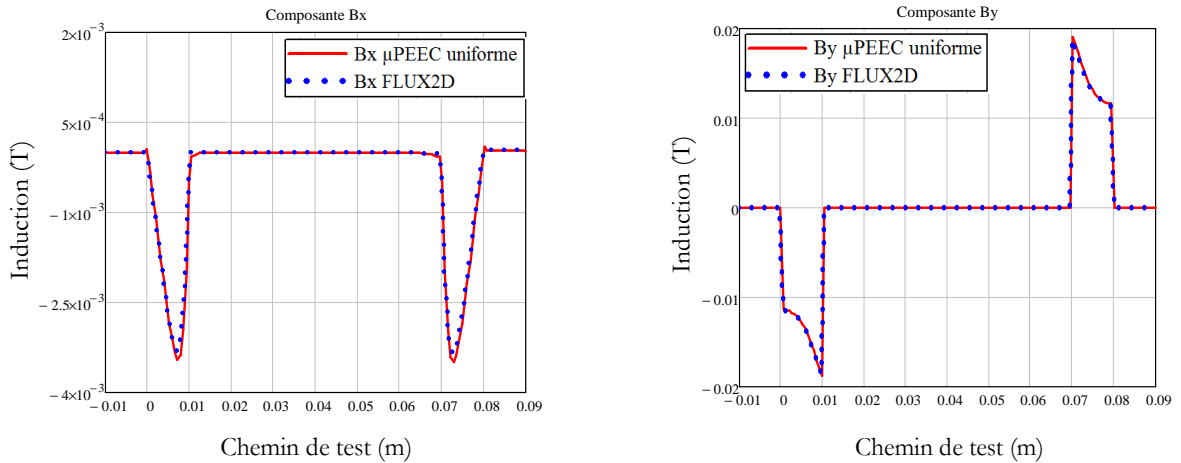 Composante Bx
2×10⁻³
Bx µPEEC uniforme
Bx FLUX2D
5×10⁻⁴
−1×10⁻³
−2.5×10⁻³
−4×10⁻³
−0.01 0 0.01 0.02 0.03 0.04 0.05 0.06 0.07 0.08 0.09
Induction (T)
Chemin de test (m)
Composante By
0.02
By µPEEC uniforme
By FLUX2D
0.01
0
−0.01
−0.02
−0.01 0 0.01 0.02 0.03 0.04 0.05 0.06 0.07 0.08 0.09
Induction (T)
Chemin de test (m)